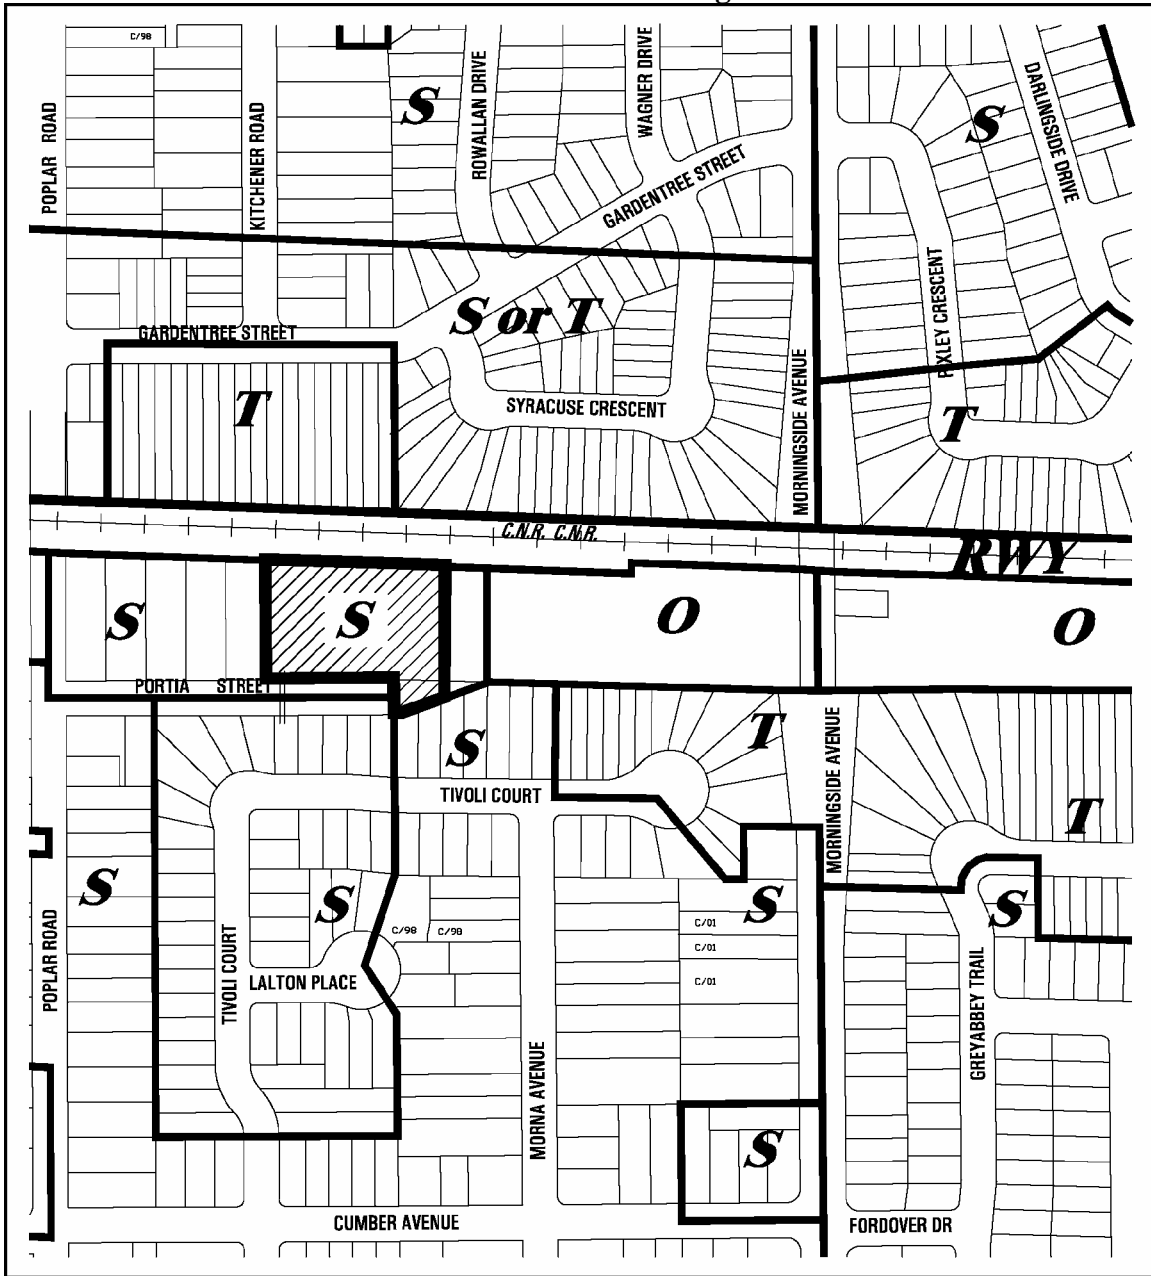 C/98
POPLAR ROAD
KITCHENER ROAD
S
ROWALLAN DRIVE
WAGNER DRIVE
GARDENTREE STREET
S
DARLINGSIDE DRIVE
PIXLEY CRESCENT
S or T
GARDENTREE STREET
T
SYRACUSE CRESCENT
MORNINGSIDE AVENUE
T
C.N.R. C.N.R.
RWY
S
S
O
O
PORTIA STREET
S
T
MORNINGSIDE AVENUE
TIVOLI COURT
T
S
S
S
S
C/98 C/98
C/01
C/01
C/01
POPLAR ROAD
TIVOLI COURT
LALTON PLACE
GREYABBEY TRAIL
MORNA AVENUE
S
CUMBER AVENUE
FORDOVER DR